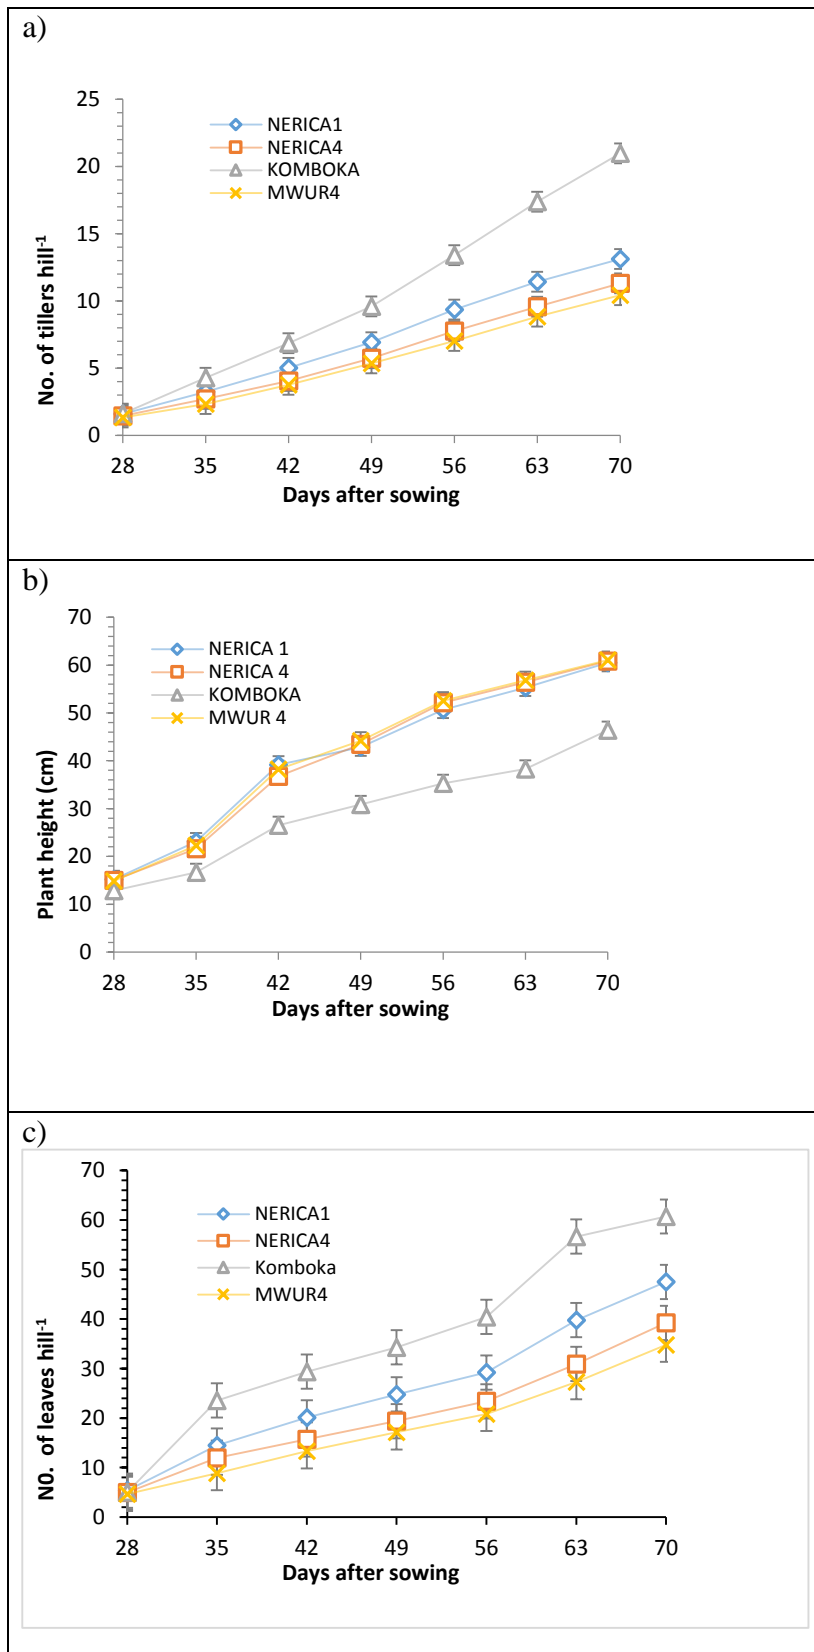 a)
25
20
15
10
5
0
No. of tillers hill⁻¹
NERICA1
NERICA4
KOMBOKA
MWUR4
28 35 42 49 56 63 70
Days after sowing
b)
70
60
50
40
30
20
10
0
Plant height (cm)
NERICA 1
NERICA 4
KOMBOKA
MWUR 4
28 35 42 49 56 63 70
Days after sowing
c)
70
60
50
40
30
20
10
0
N0. of leaves hill⁻¹
NERICA1
NERICA4
Komboka
MWUR4
28 35 42 49 56 63 70
Days after sowing